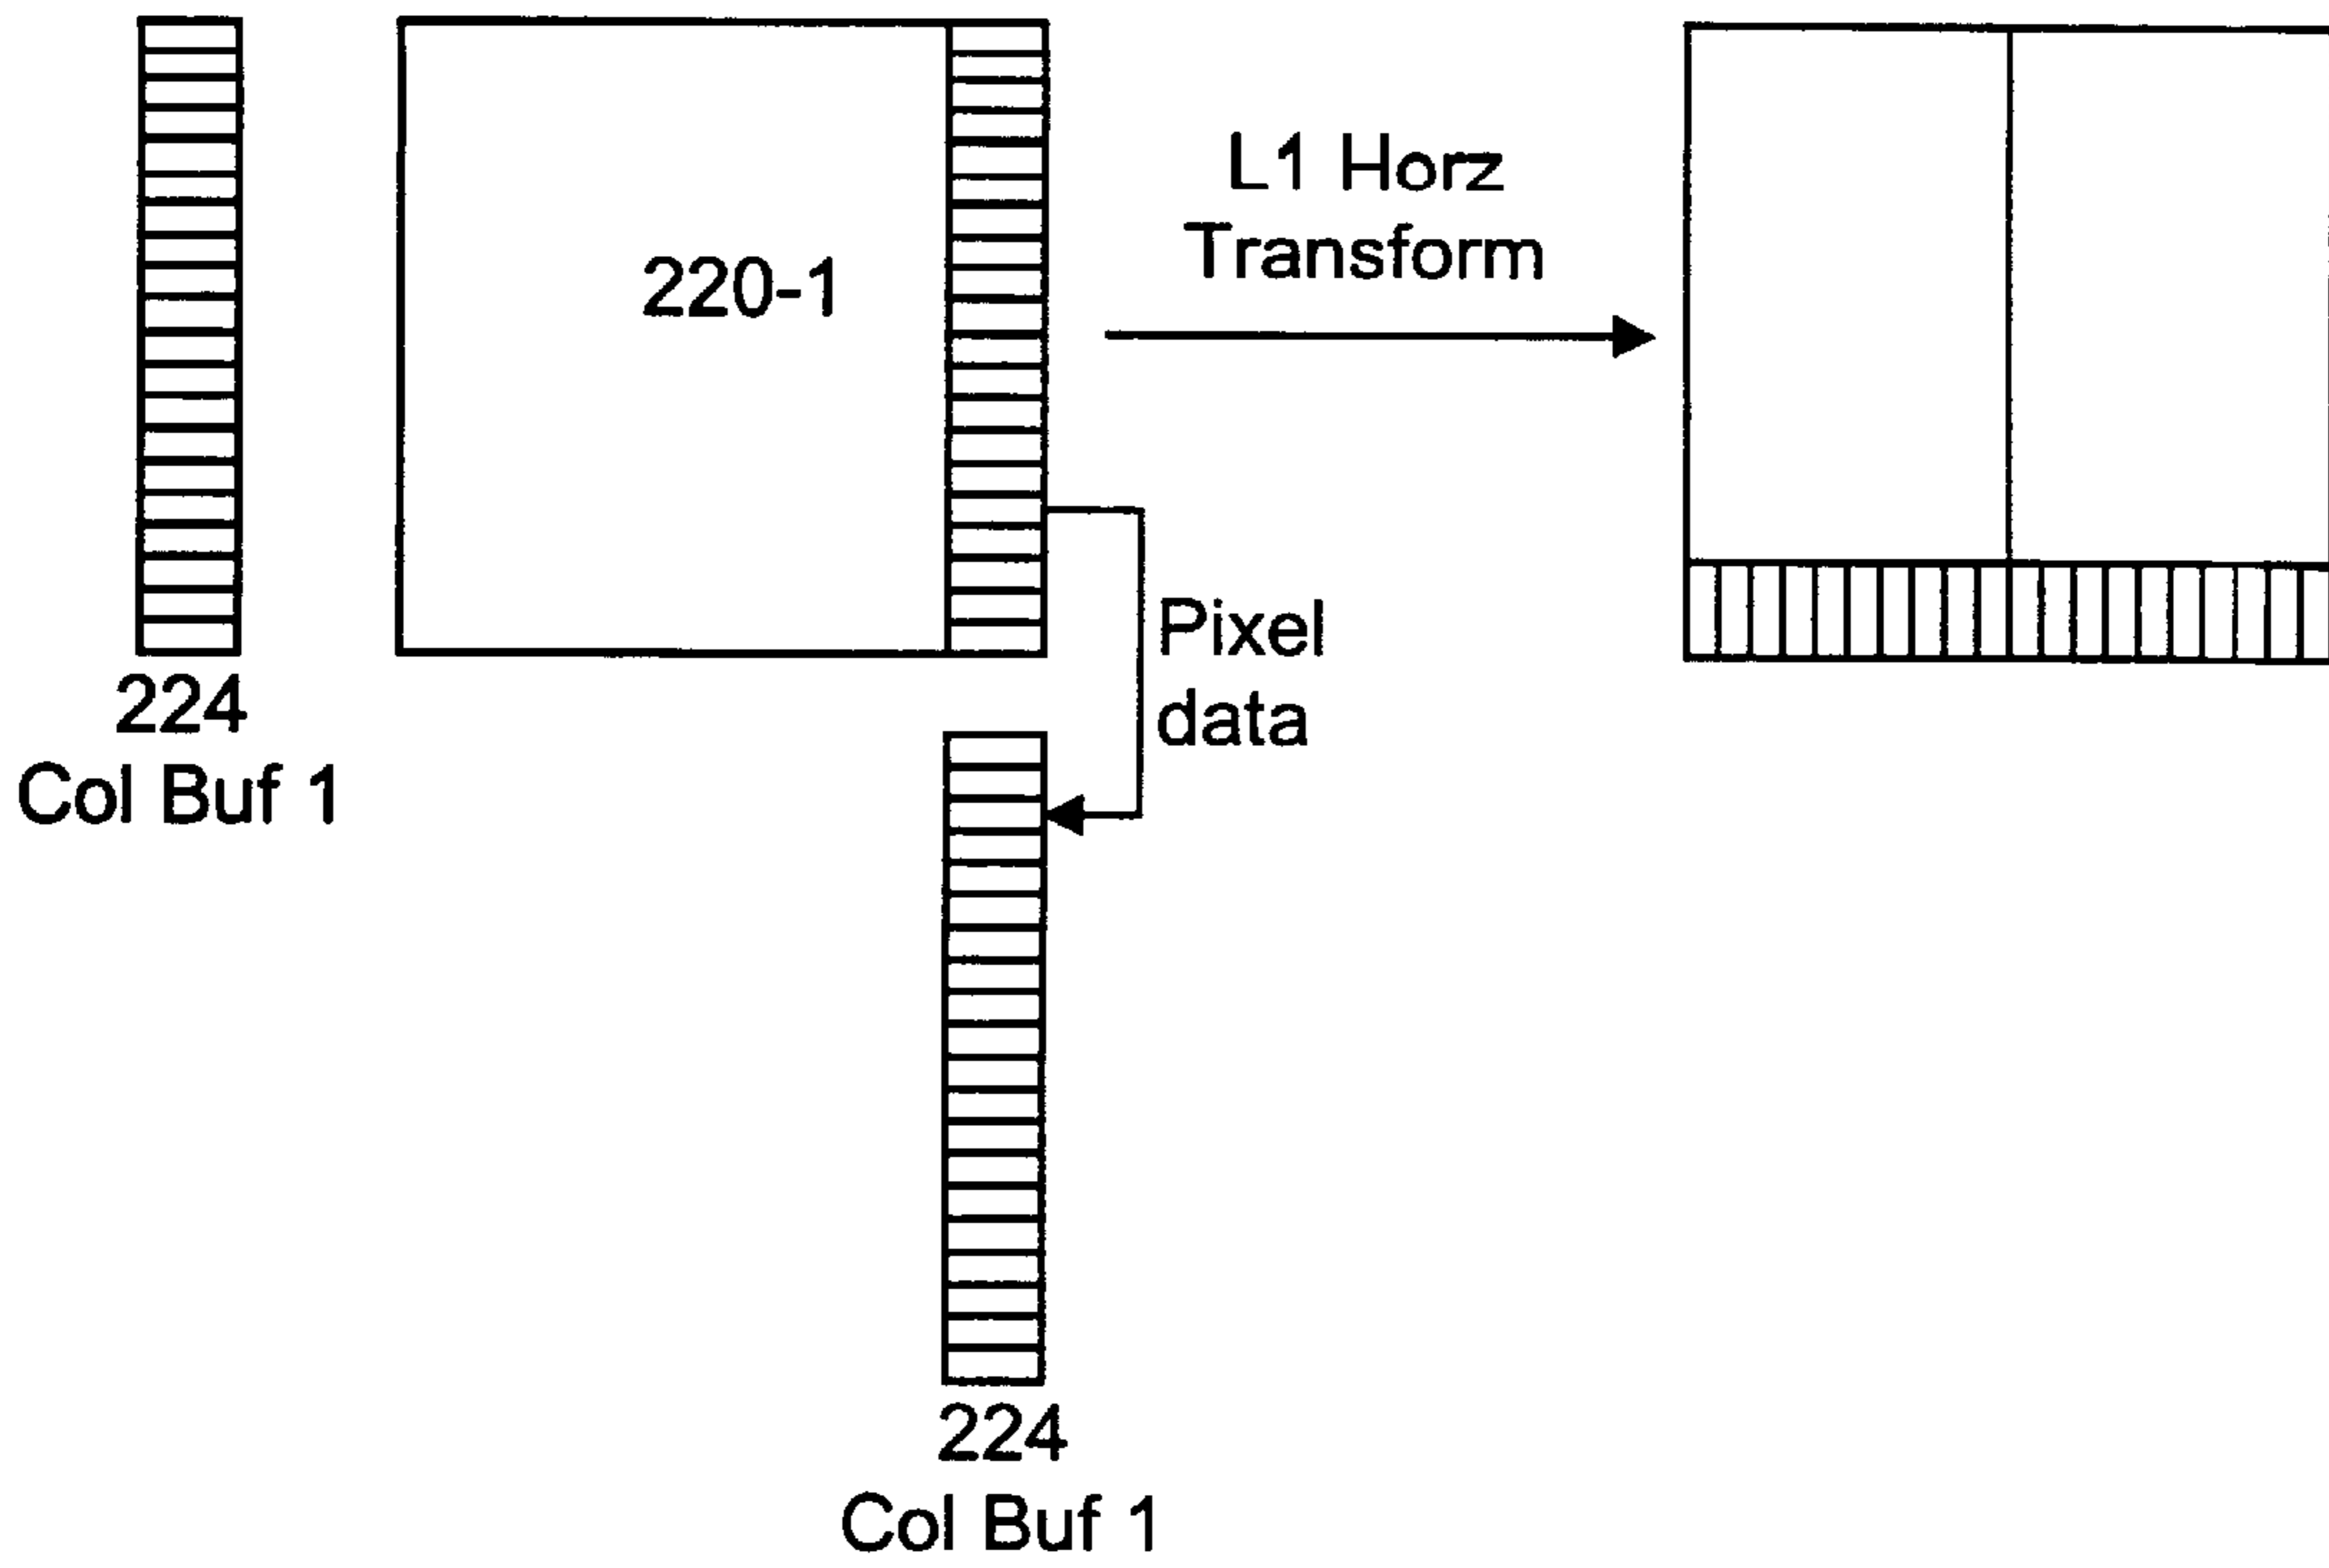 220-1
L1 Horz
Transform
Pixel
data
224
Col Buf 1
224
Col Buf 1